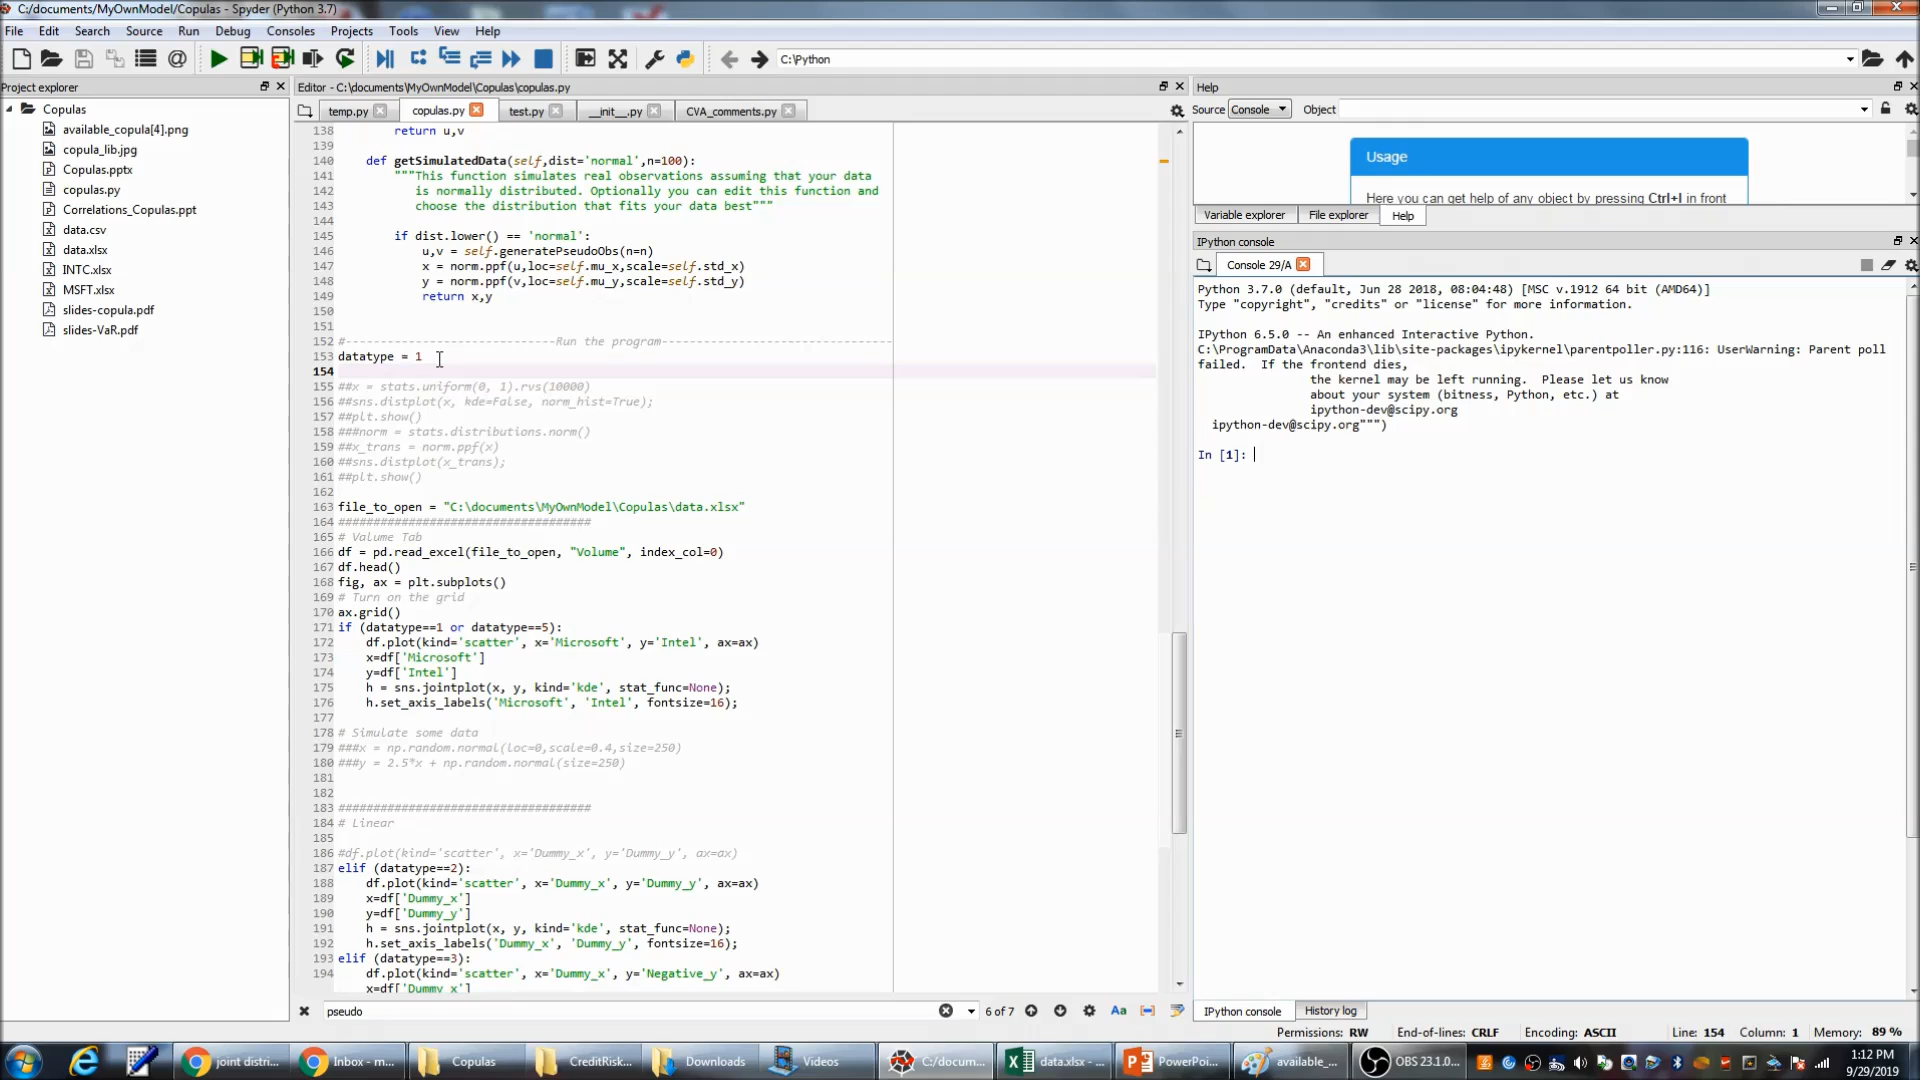 C:/documents/MyOwnModel/Copulas - Spyder (Python 3.7)
File Edit Search Source Run Debug Consoles Projects Tools View Help
C:\Python
Project explorer
Copulas
available_copula[4].png
copula_lib.jpg
Copulas.pptx
copulas.py
Correlations_Copulas.ppt
data.csv
data.xlsx
INTC.xlsx
MSFT.xlsx
slides-copula.pdf
slides-VaR.pdf
Editor - C:\documents\MyOwnModel\Copulas\copulas.py
temp.py copulas.py test.py __init__.py CVA_comments.py
138 return u,v
139
140 def getSimulatedData(self,dist='normal',n=100):
141 """This function simulates real observations assuming that your data
142 is normally distributed. Optionally you can edit this function and
143 choose the distribution that fits your data best"""
144
145 if dist.lower() == 'normal':
146 u,v = self.generatePseudoObs(n=n)
147 x = norm.ppf(u,loc=self.mu_x,scale=self.std_x)
148 y = norm.ppf(v,loc=self.mu_y,scale=self.std_y)
149 return x,y
150
151
152 #------------------------------Run the program---------------------------------
153 datatype = 1
154
155 ##x = stats.uniform(0, 1).rvs(10000)
156 ##sns.distplot(x, kde=False, norm_hist=True);
157 ##plt.show()
158 ###norm = stats.distributions.norm()
159 ##x_trans = norm.ppf(x)
160 ##sns.distplot(x_trans);
161 ##plt.show()
162
163 file_to_open = "C:\documents\MyOwnModel\Copulas\data.xlsx"
164 ####################################
165 # Valume Tab
166 df = pd.read_excel(file_to_open, "Volume", index_col=0)
167 df.head()
168 fig, ax = plt.subplots()
169 # Turn on the grid
170 ax.grid()
171 if (datatype==1 or datatype==5):
172 df.plot(kind='scatter', x='Microsoft', y='Intel', ax=ax)
173 x=df['Microsoft']
174 y=df['Intel']
175 h = sns.jointplot(x, y, kind='kde', stat_func=None);
176 h.set_axis_labels('Microsoft', 'Intel', fontsize=16);
177
178 # Simulate some data
179 ###x = np.random.normal(loc=0,scale=0.4,size=250)
180 ###y = 2.5*x + np.random.normal(size=250)
181
182
183 ####################################
184 # Linear
185
186 #df.plot(kind='scatter', x='Dummy_x', y='Dummy_y', ax=ax)
187 elif (datatype==2):
188 df.plot(kind='scatter', x='Dummy_x', y='Dummy_y', ax=ax)
189 x=df['Dummy_x']
190 y=df['Dummy_y']
191 h = sns.jointplot(x, y, kind='kde', stat_func=None);
192 h.set_axis_labels('Dummy_x', 'Dummy_y', fontsize=16);
193 elif (datatype==3):
194 df.plot(kind='scatter', x='Dummy_x', y='Negative_y', ax=ax)
x=df['Dummy_x']
pseudo
6 of 7
Aa
Help
Source Console Object
Usage
Here you can get help of any object by pressing Ctrl+I in front
Variable explorer File explorer Help
IPython console
Console 29/A
Python 3.7.0 (default, Jun 28 2018, 08:04:48) [MSC v.1912 64 bit (AMD64)]
Type "copyright", "credits" or "license" for more information.
IPython 6.5.0 -- An enhanced Interactive Python.
C:\ProgramData\Anaconda3\lib\site-packages\ipykernel\parentpoller.py:116: UserWarning: Parent poll
failed. If the frontend dies,
the kernel may be left running. Please let us know
about your system (bitness, Python, etc.) at
ipython-dev@scipy.org
ipython-dev@scipy.org""")
In [1]:
IPython console History log
Permissions: RW End-of-lines: CRLF Encoding: ASCII Line: 154 Column: 1 Memory: 89 %
joint distri... Inbox - m... Copulas CreditRisk... Downloads Videos C:/docum... data.xlsx - ... PowerPoi... available_... OBS 23.1.0...
1:12 PM
9/29/2019